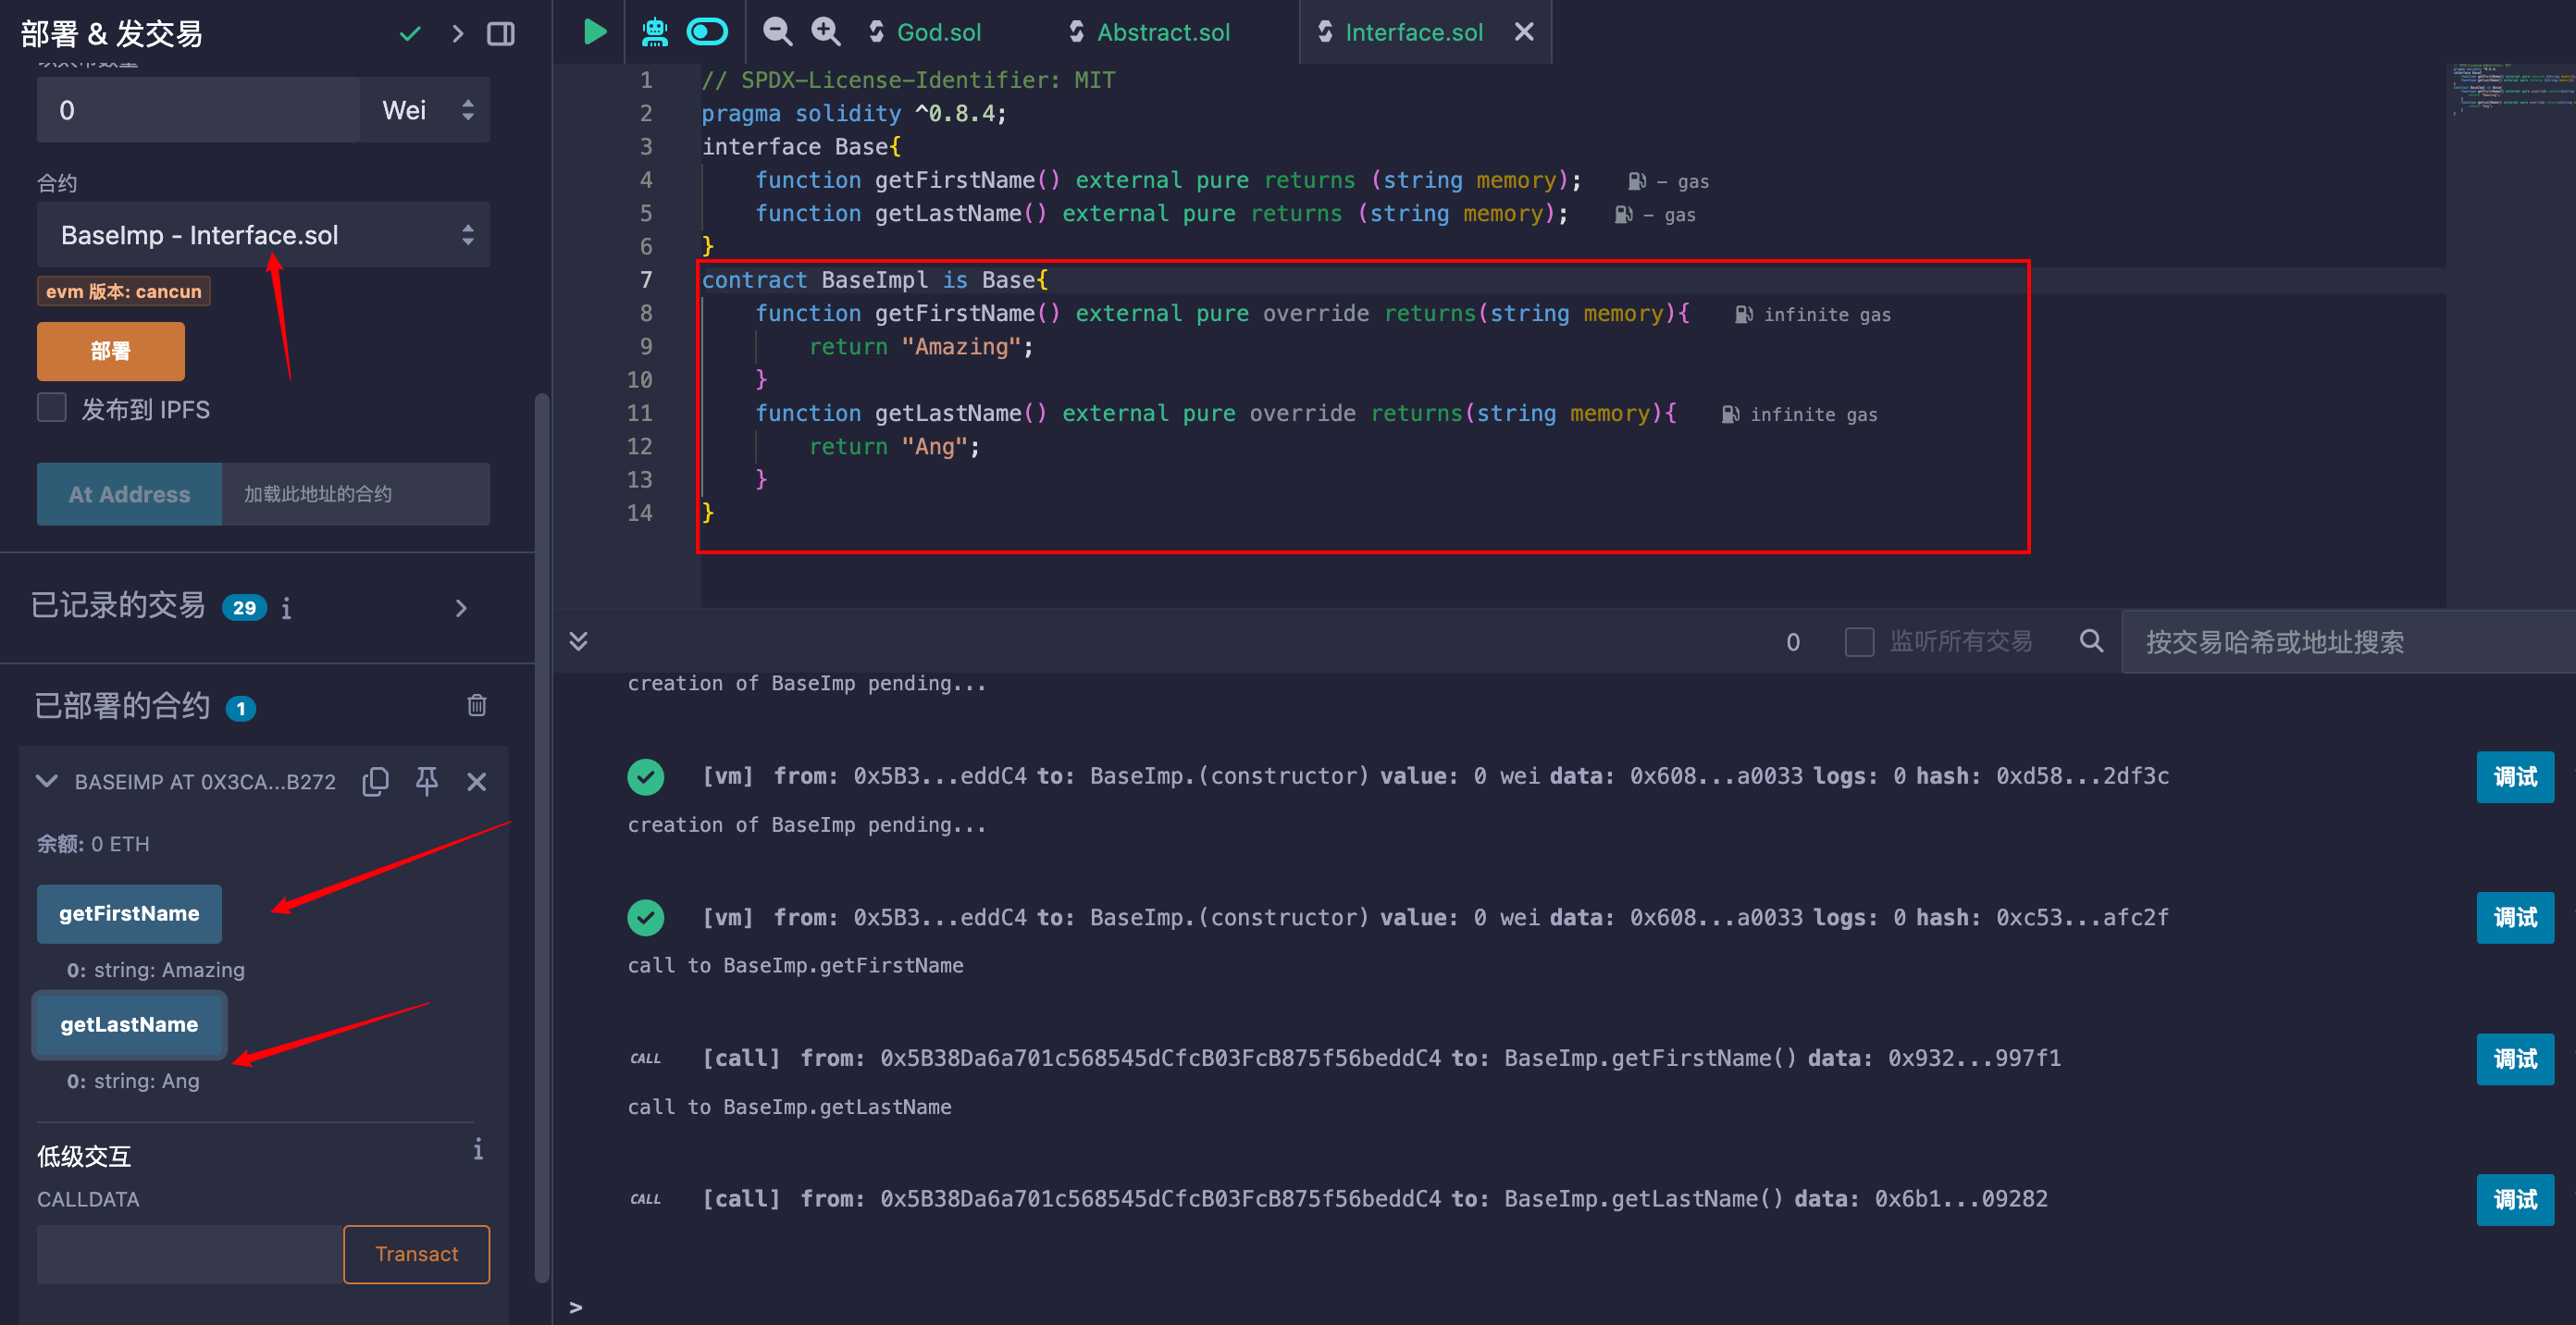 部署 & 发交易
0
Wei
合约
BaseImp - Interface.sol
evm 版本: cancun
部署
发布到 IPFS
At Address
加载此地址的合约
已记录的交易 29
已部署的合约 1
BASEIMP AT 0X3CA...B272
余额: 0 ETH
getFirstName
0: string: Amazing
getLastName
0: string: Ang
低级交互
CALLDATA
Transact
God.sol
Abstract.sol
Interface.sol
1 // SPDX-License-Identifier: MIT
2 pragma solidity ^0.8.4;
3 interface Base{
4 function getFirstName() external pure returns (string memory); - gas
5 function getLastName() external pure returns (string memory); - gas
6 }
7 contract BaseImpl is Base{
8 function getFirstName() external pure override returns(string memory){ infinite gas
9 return "Amazing";
10 }
11 function getLastName() external pure override returns(string memory){ infinite gas
12 return "Ang";
13 }
14 }
0
监听所有交易
按交易哈希或地址搜索
creation of BaseImp pending...
[vm] from: 0x5B3...eddC4 to: BaseImp.(constructor) value: 0 wei data: 0x608...a0033 logs: 0 hash: 0xd58...2df3c
调试
creation of BaseImp pending...
[vm] from: 0x5B3...eddC4 to: BaseImp.(constructor) value: 0 wei data: 0x608...a0033 logs: 0 hash: 0xc53...afc2f
调试
call to BaseImp.getFirstName
CALL [call] from: 0x5B38Da6a701c568545dCfcB03FcB875f56beddC4 to: BaseImp.getFirstName() data: 0x932...997f1
调试
call to BaseImp.getLastName
CALL [call] from: 0x5B38Da6a701c568545dCfcB03FcB875f56beddC4 to: BaseImp.getLastName() data: 0x6b1...09282
调试
>